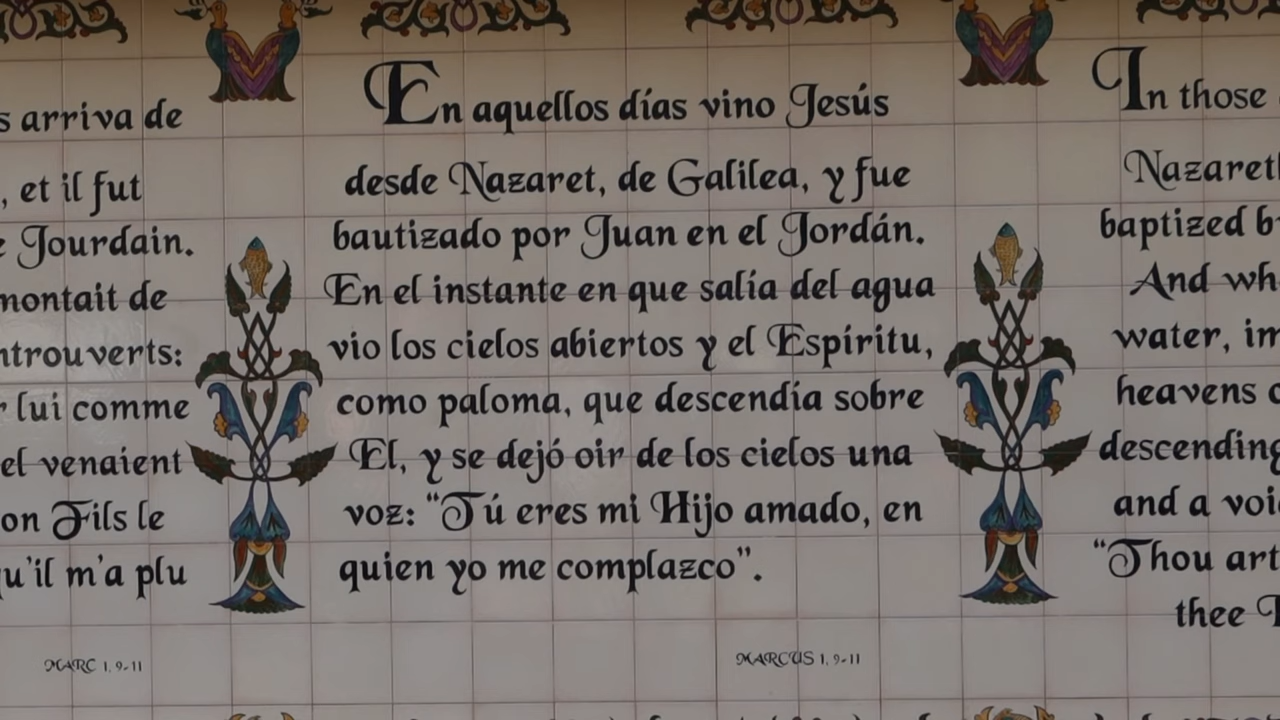 s arriva de
, et il fut
Jourdain.
montait de
ntrouverts:
lui comme
el venaient
on Fils le
u'il m'a plu
MARC 1, 9-11
En aquellos días vino Jesús
desde Nazaret, de Galilea, y fue
bautizado por Juan en el Jordán.
En el instante en que salía del agua
vio los cielos abiertos y el Espíritu,
como paloma, que descendía sobre
El, y se dejó oir de los cielos una
voz: “Tú eres mi Hijo amado, en
quien yo me complazco”.
MARCUS 1, 9-11
In those
Nazareth
baptized b
And wh
water, im
heavens
descending
and a voi
“Thou art
thee